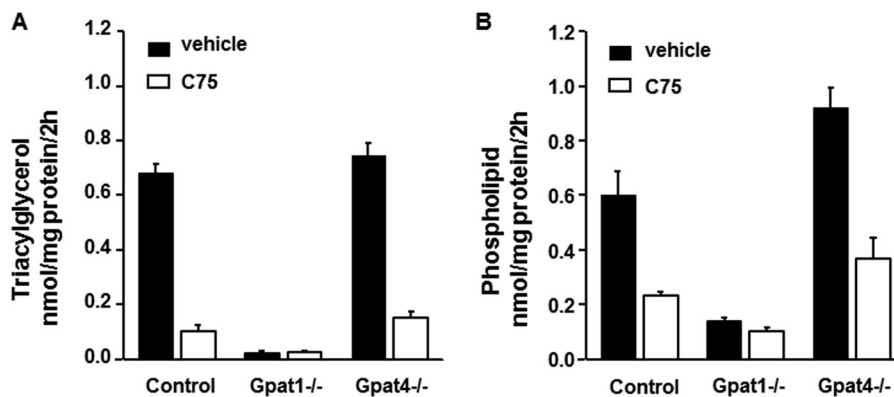 A
Triacylglycerol
nmol/mg protein/2h
1.2
1.0
0.8
0.6
0.4
0.2
0.0
vehicle
C75
Control Gpat1-/- Gpat4-/-
B
Phospholipid
nmol/mg protein/2h
1.2
1.0
0.8
0.6
0.4
0.2
0.0
vehicle
C75
Control Gpat1-/- Gpat4-/-